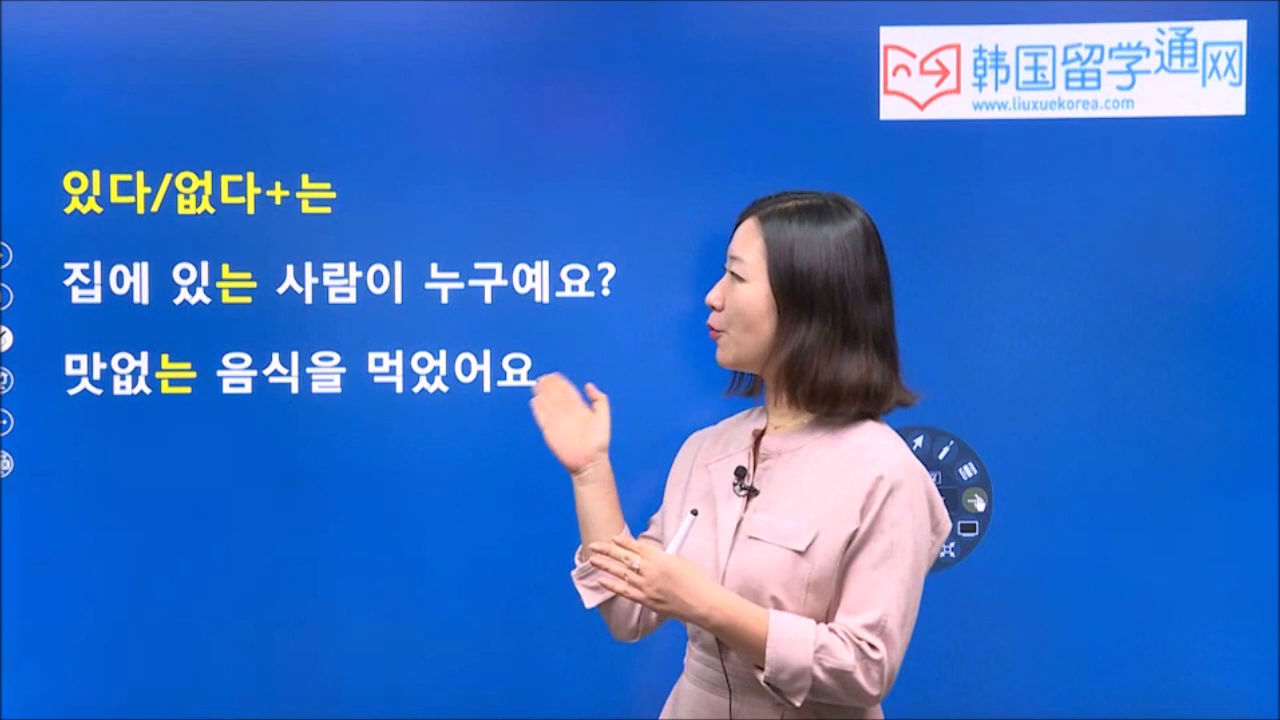 韩国留学通网
www.liuxuekorea.com
있다/없다+는
집에 있는 사람이 누구예요?
맛없는 음식을 먹었어요